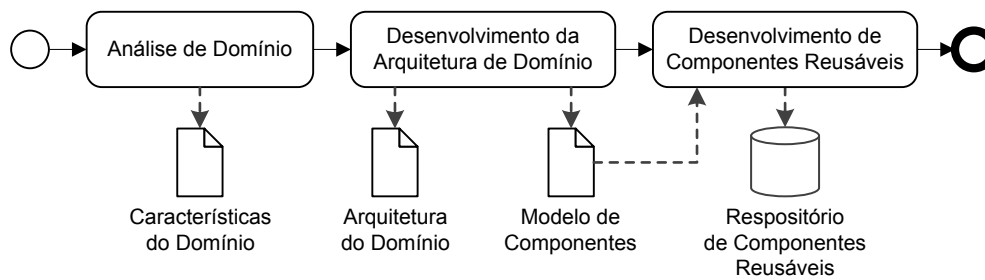 Análise de Domínio
Desenvolvimento da
Arquitetura de Domínio
Desenvolvimento de
Componentes Reusáveis
Características
do Domínio
Arquitetura
do Domínio
Modelo de
Componentes
Respositório
de Componentes
Reusáveis